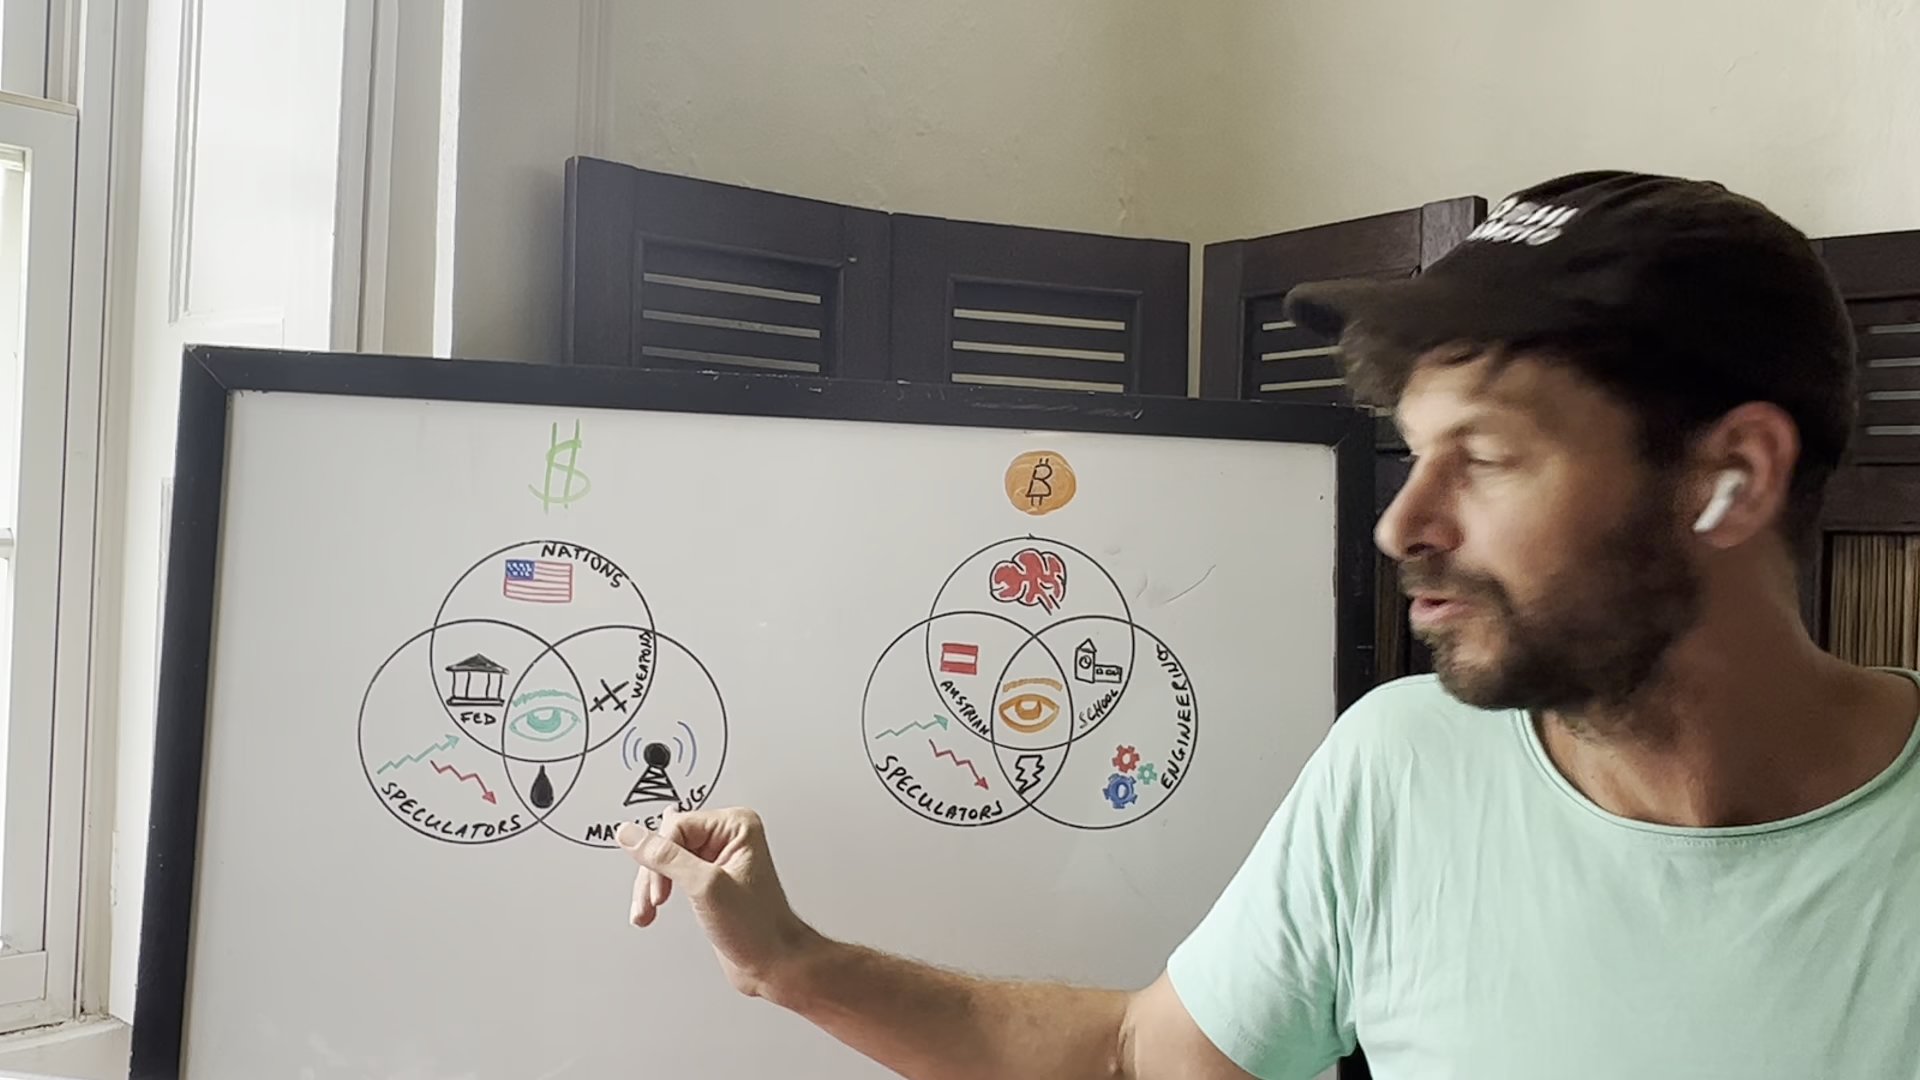 $
NATIONS
FED
WEAPONS
SPECULATORS
B
AUSTRIAN
SCHOOL
SPECULATORS
ENGINEERING